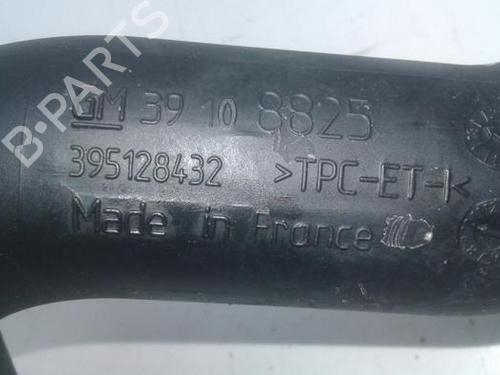 B-PARTS
GM 39 10 8825
395128432 >TPC-ET-K
Made in France